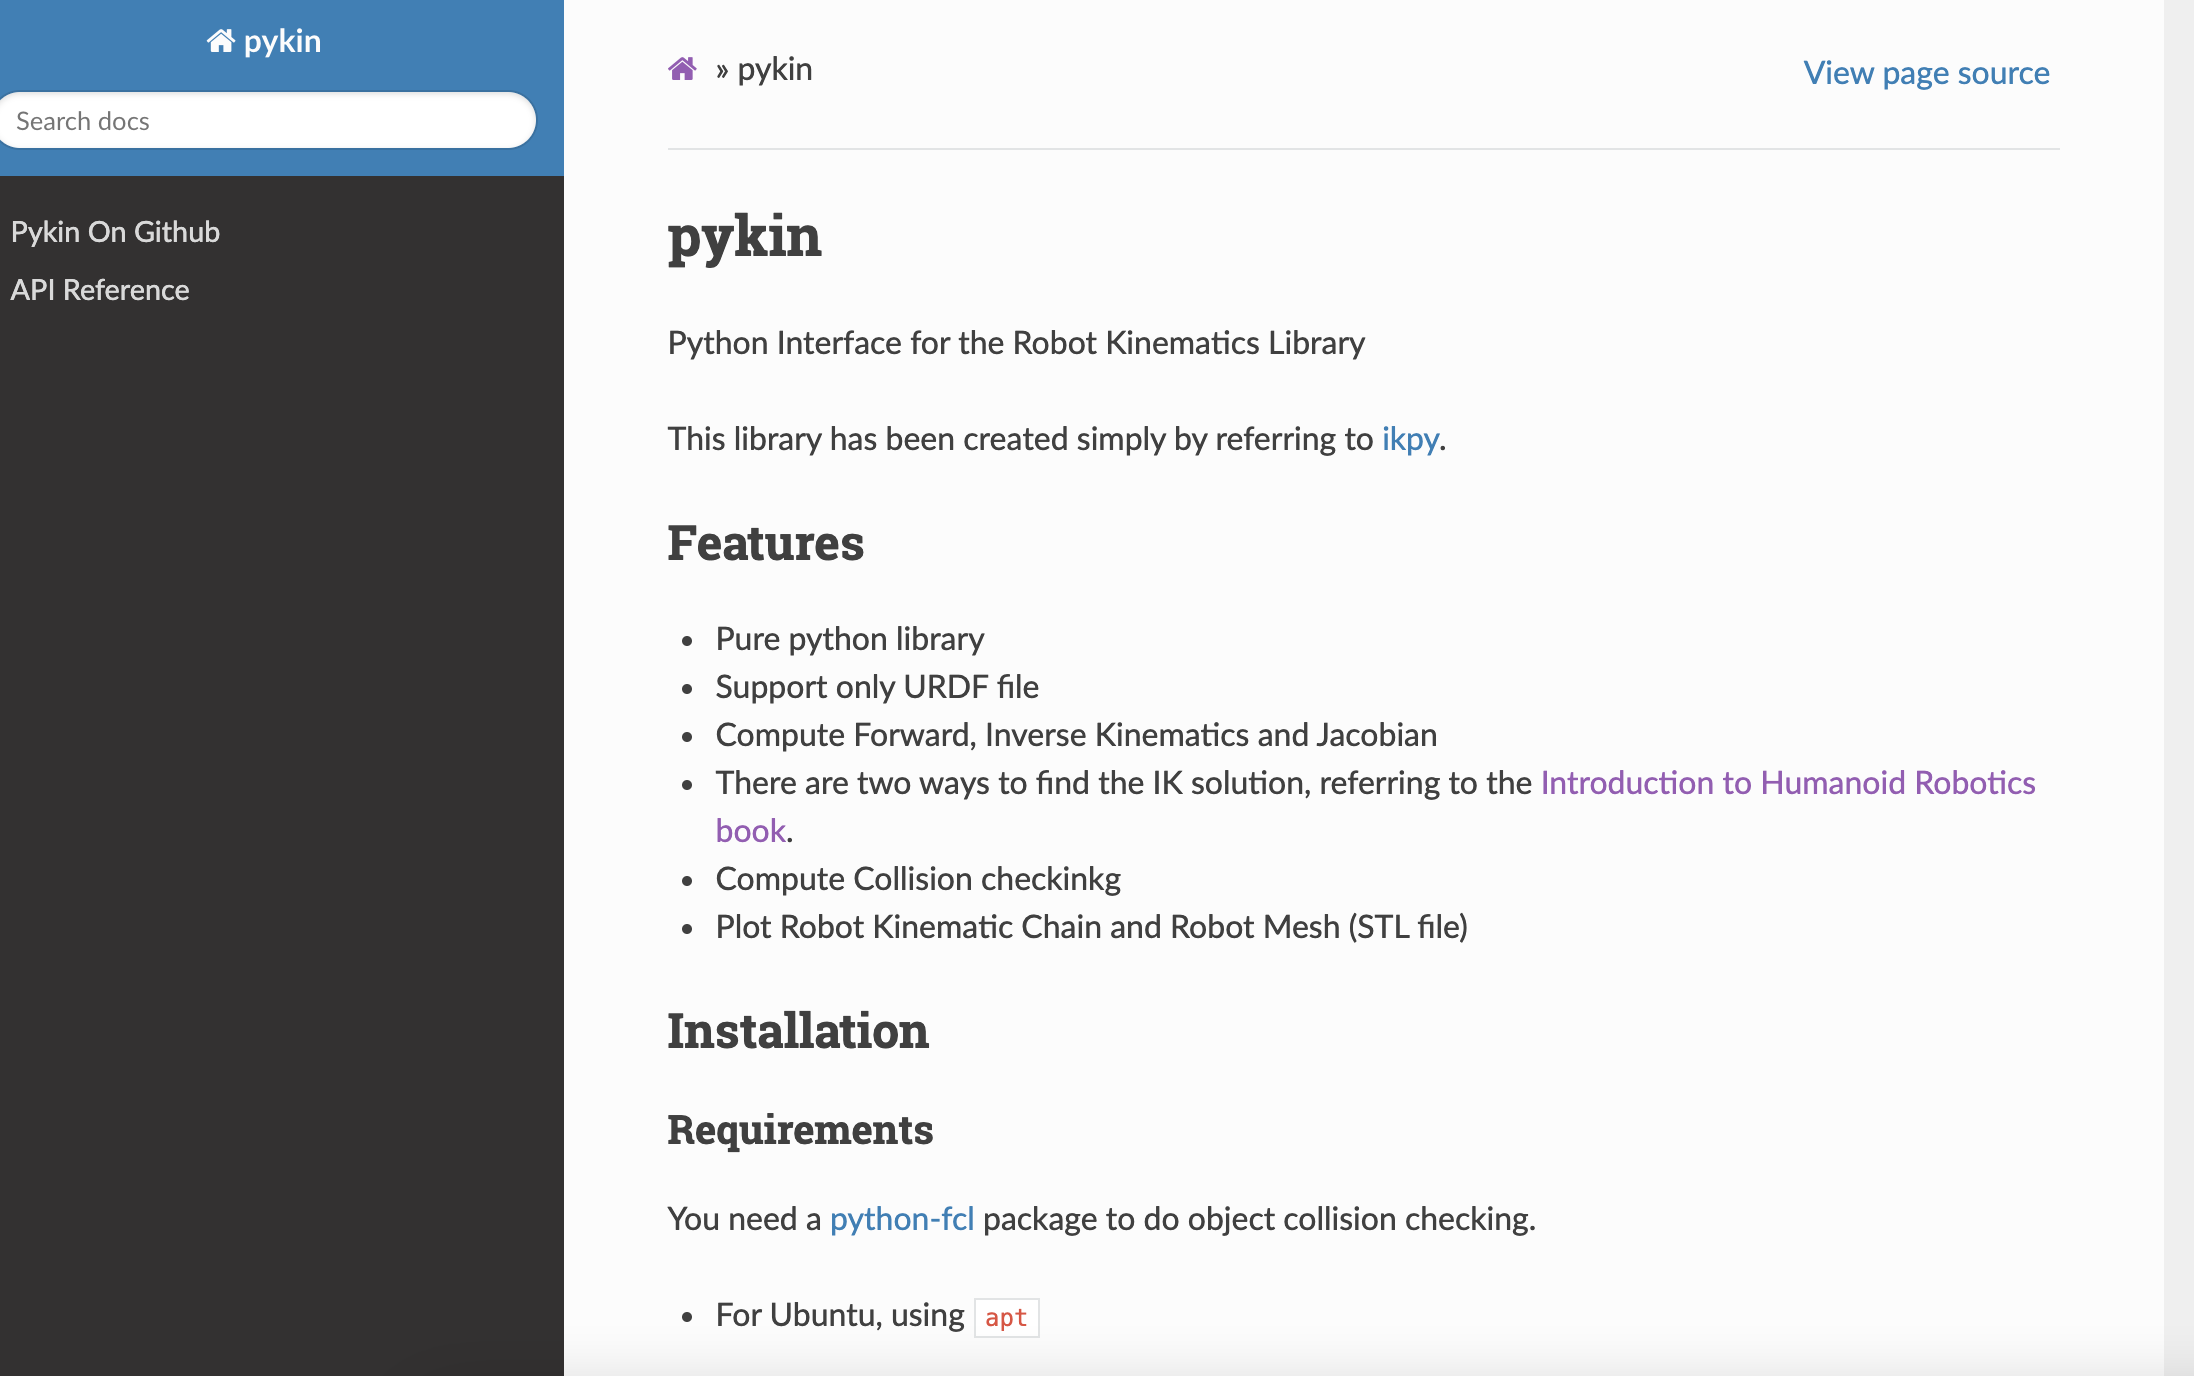 pykin
Search docs
Pykin On Github
API Reference
» pykin
View page source
pykin
Python Interface for the Robot Kinematics Library
This library has been created simply by referring to ikpy.
Features
• Pure python library
• Support only URDF file
• Compute Forward, Inverse Kinematics and Jacobian
• There are two ways to find the IK solution, referring to the Introduction to Humanoid Robotics
book.
• Compute Collision checkinkg
• Plot Robot Kinematic Chain and Robot Mesh (STL file)
Installation
Requirements
You need a python-fcl package to do object collision checking.
• For Ubuntu, using apt